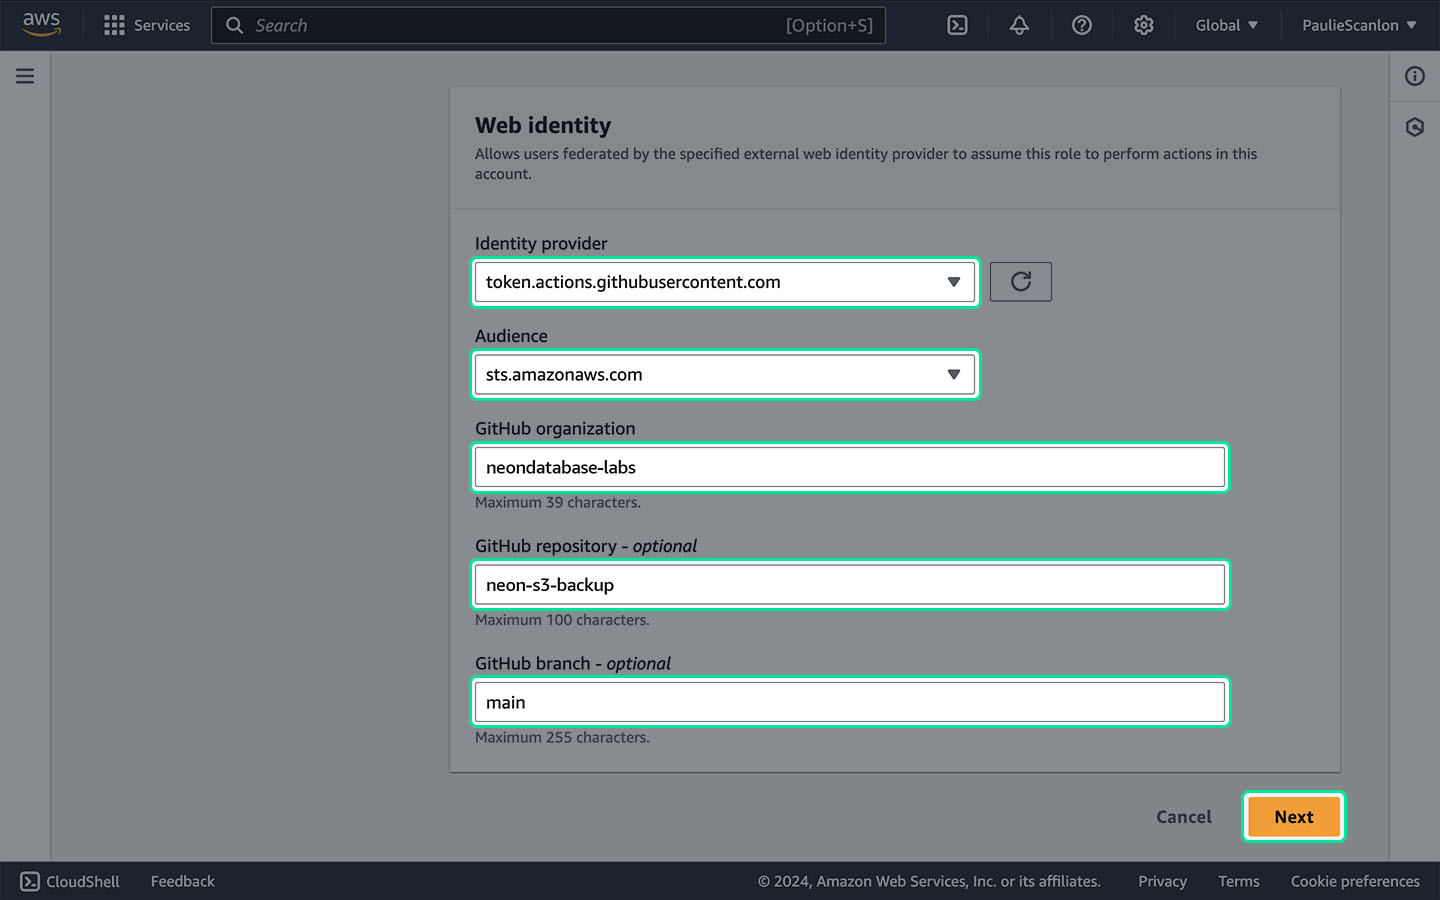 aws
Services
Search
[Option+S]
Global
PaulieScanlon
Web identity
Allows users federated by the specified external web identity provider to assume this role to perform actions in this
account.
Identity provider
token.actions.githubusercontent.com
Audience
sts.amazonaws.com
GitHub organization
neondatabase-labs
Maximum 39 characters.
GitHub repository - optional
neon-s3-backup
Maximum 100 characters.
GitHub branch - optional
main
Maximum 255 characters.
Cancel
Next
CloudShell
Feedback
© 2024, Amazon Web Services, Inc. or its affiliates.
Privacy
Terms
Cookie preferences